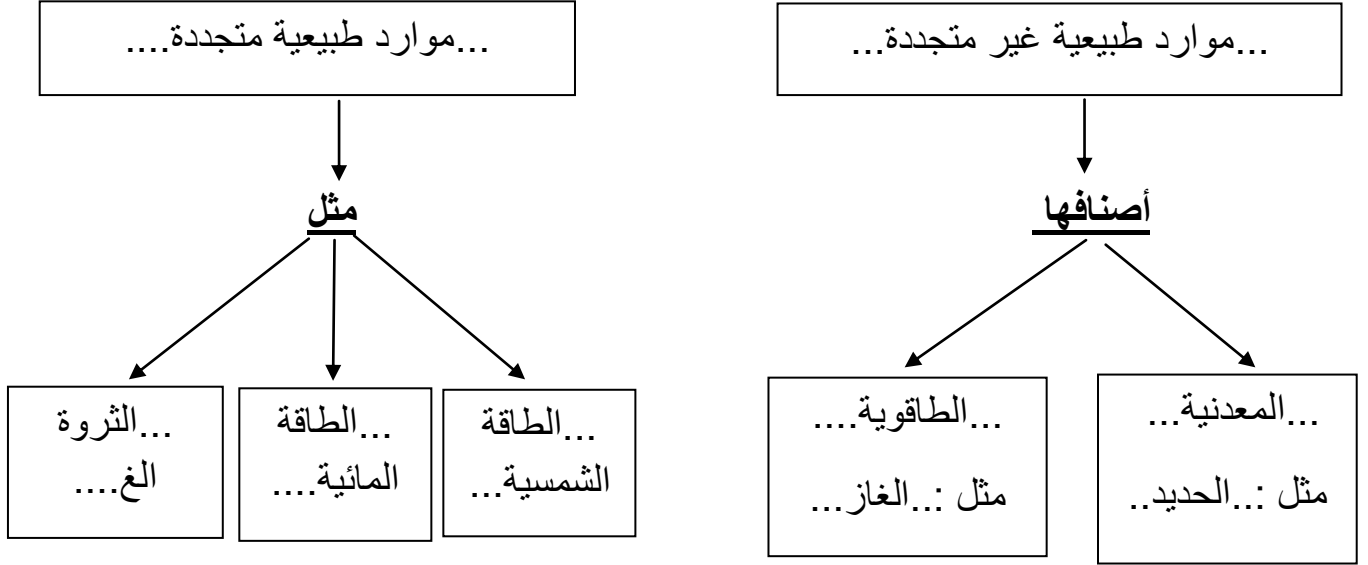 ...موارد طبيعية غير متجددة...
أصنافها
...المعدنية...
مثل :..الحديد..
...الطاقوية....
مثل :..الغاز...
...موارد طبيعية متجددة....
مثل
...الطاقة
الشمسية...
...الطاقة
المائية....
...الثروة
الغ....